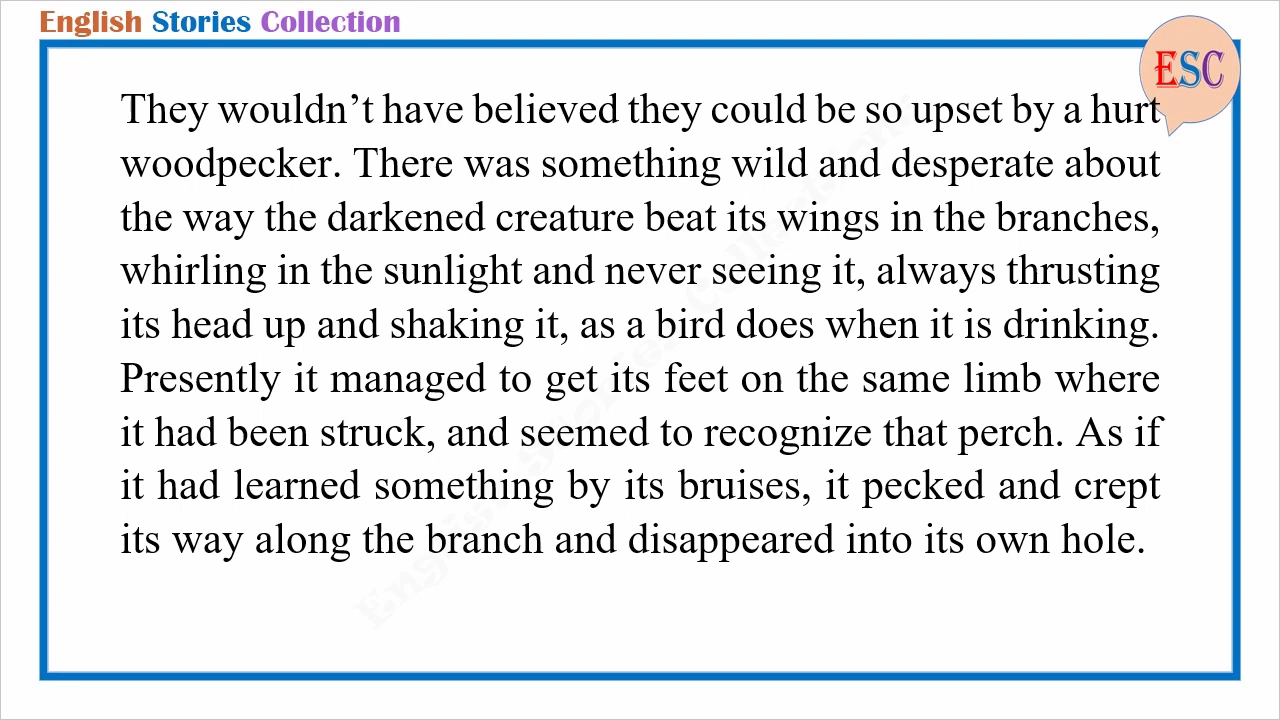 English Stories Collection
ESC
They wouldn’t have believed they could be so upset by a hurt
woodpecker. There was something wild and desperate about
the way the darkened creature beat its wings in the branches,
whirling in the sunlight and never seeing it, always thrusting
its head up and shaking it, as a bird does when it is drinking.
Presently it managed to get its feet on the same limb where
it had been struck, and seemed to recognize that perch. As if
it had learned something by its bruises, it pecked and crept
its way along the branch and disappeared into its own hole.
English Stories Collection